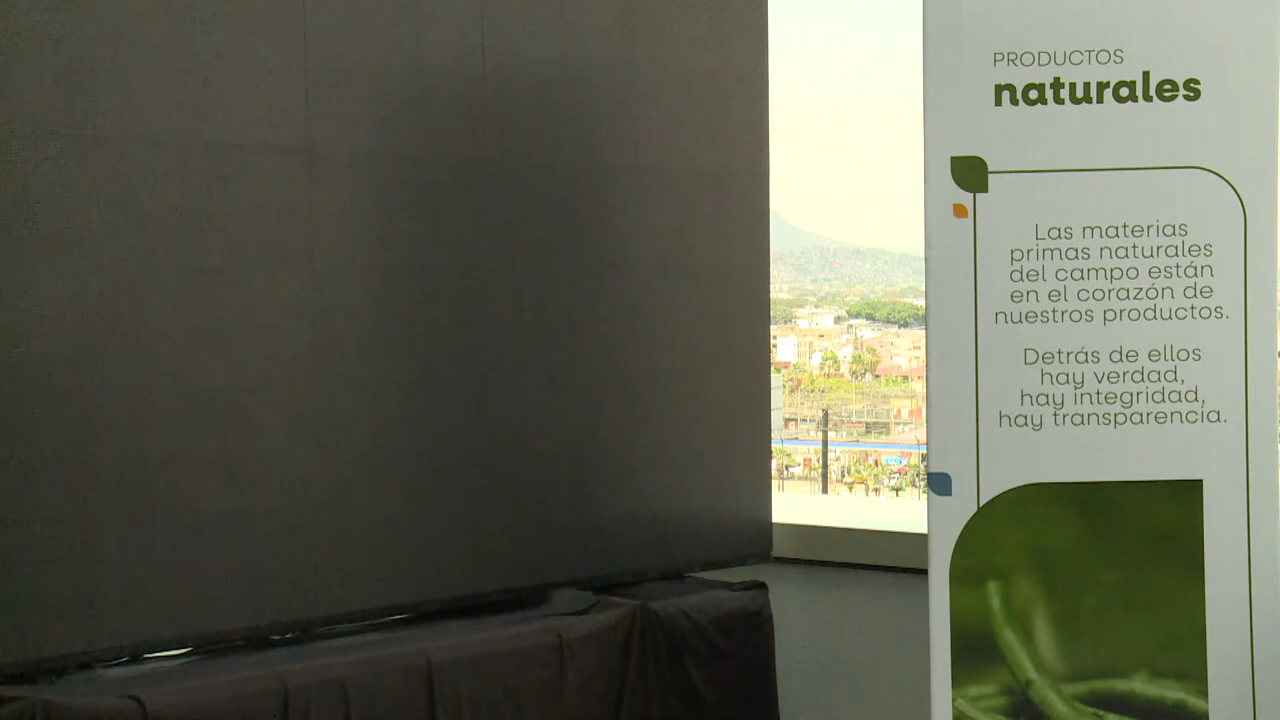 PRODUCTOS
naturales
Las materias
primas naturales
del campo están
en el corazón de
nuestros productos.
Detrás de ellos
hay verdad,
hay integridad,
hay transparencia.